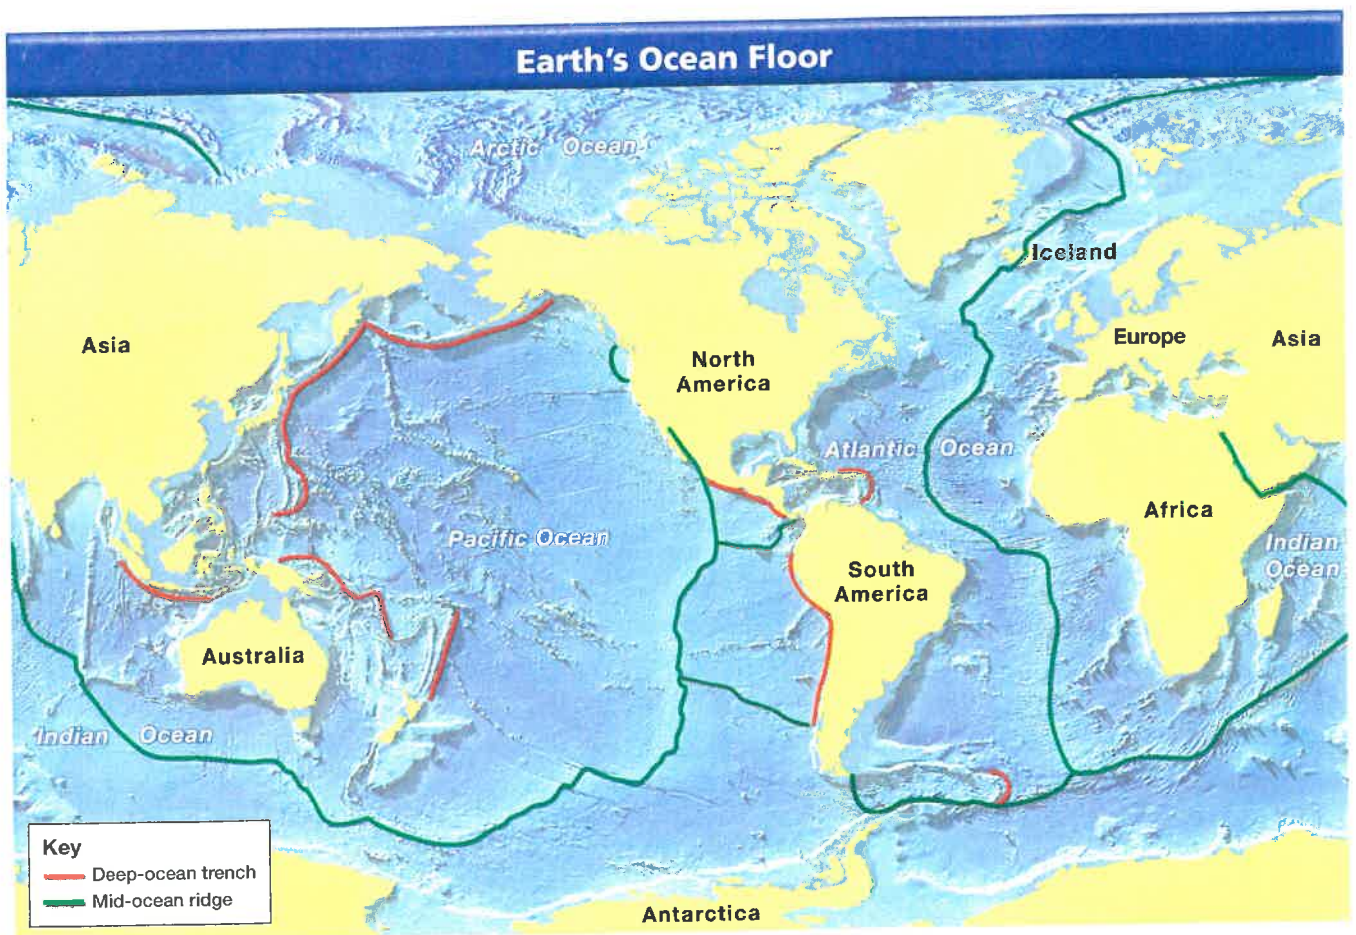 Earth's Ocean Floor
Arctic Ocean
Iceland
Asia
North
America
Europe
Asia
Atlantic Ocean
Pacific Ocean
Africa
Indian
Ocean
South
America
Australia
Indian Ocean
Key
Deep-ocean trench
Mid-ocean ridge
Antarctica